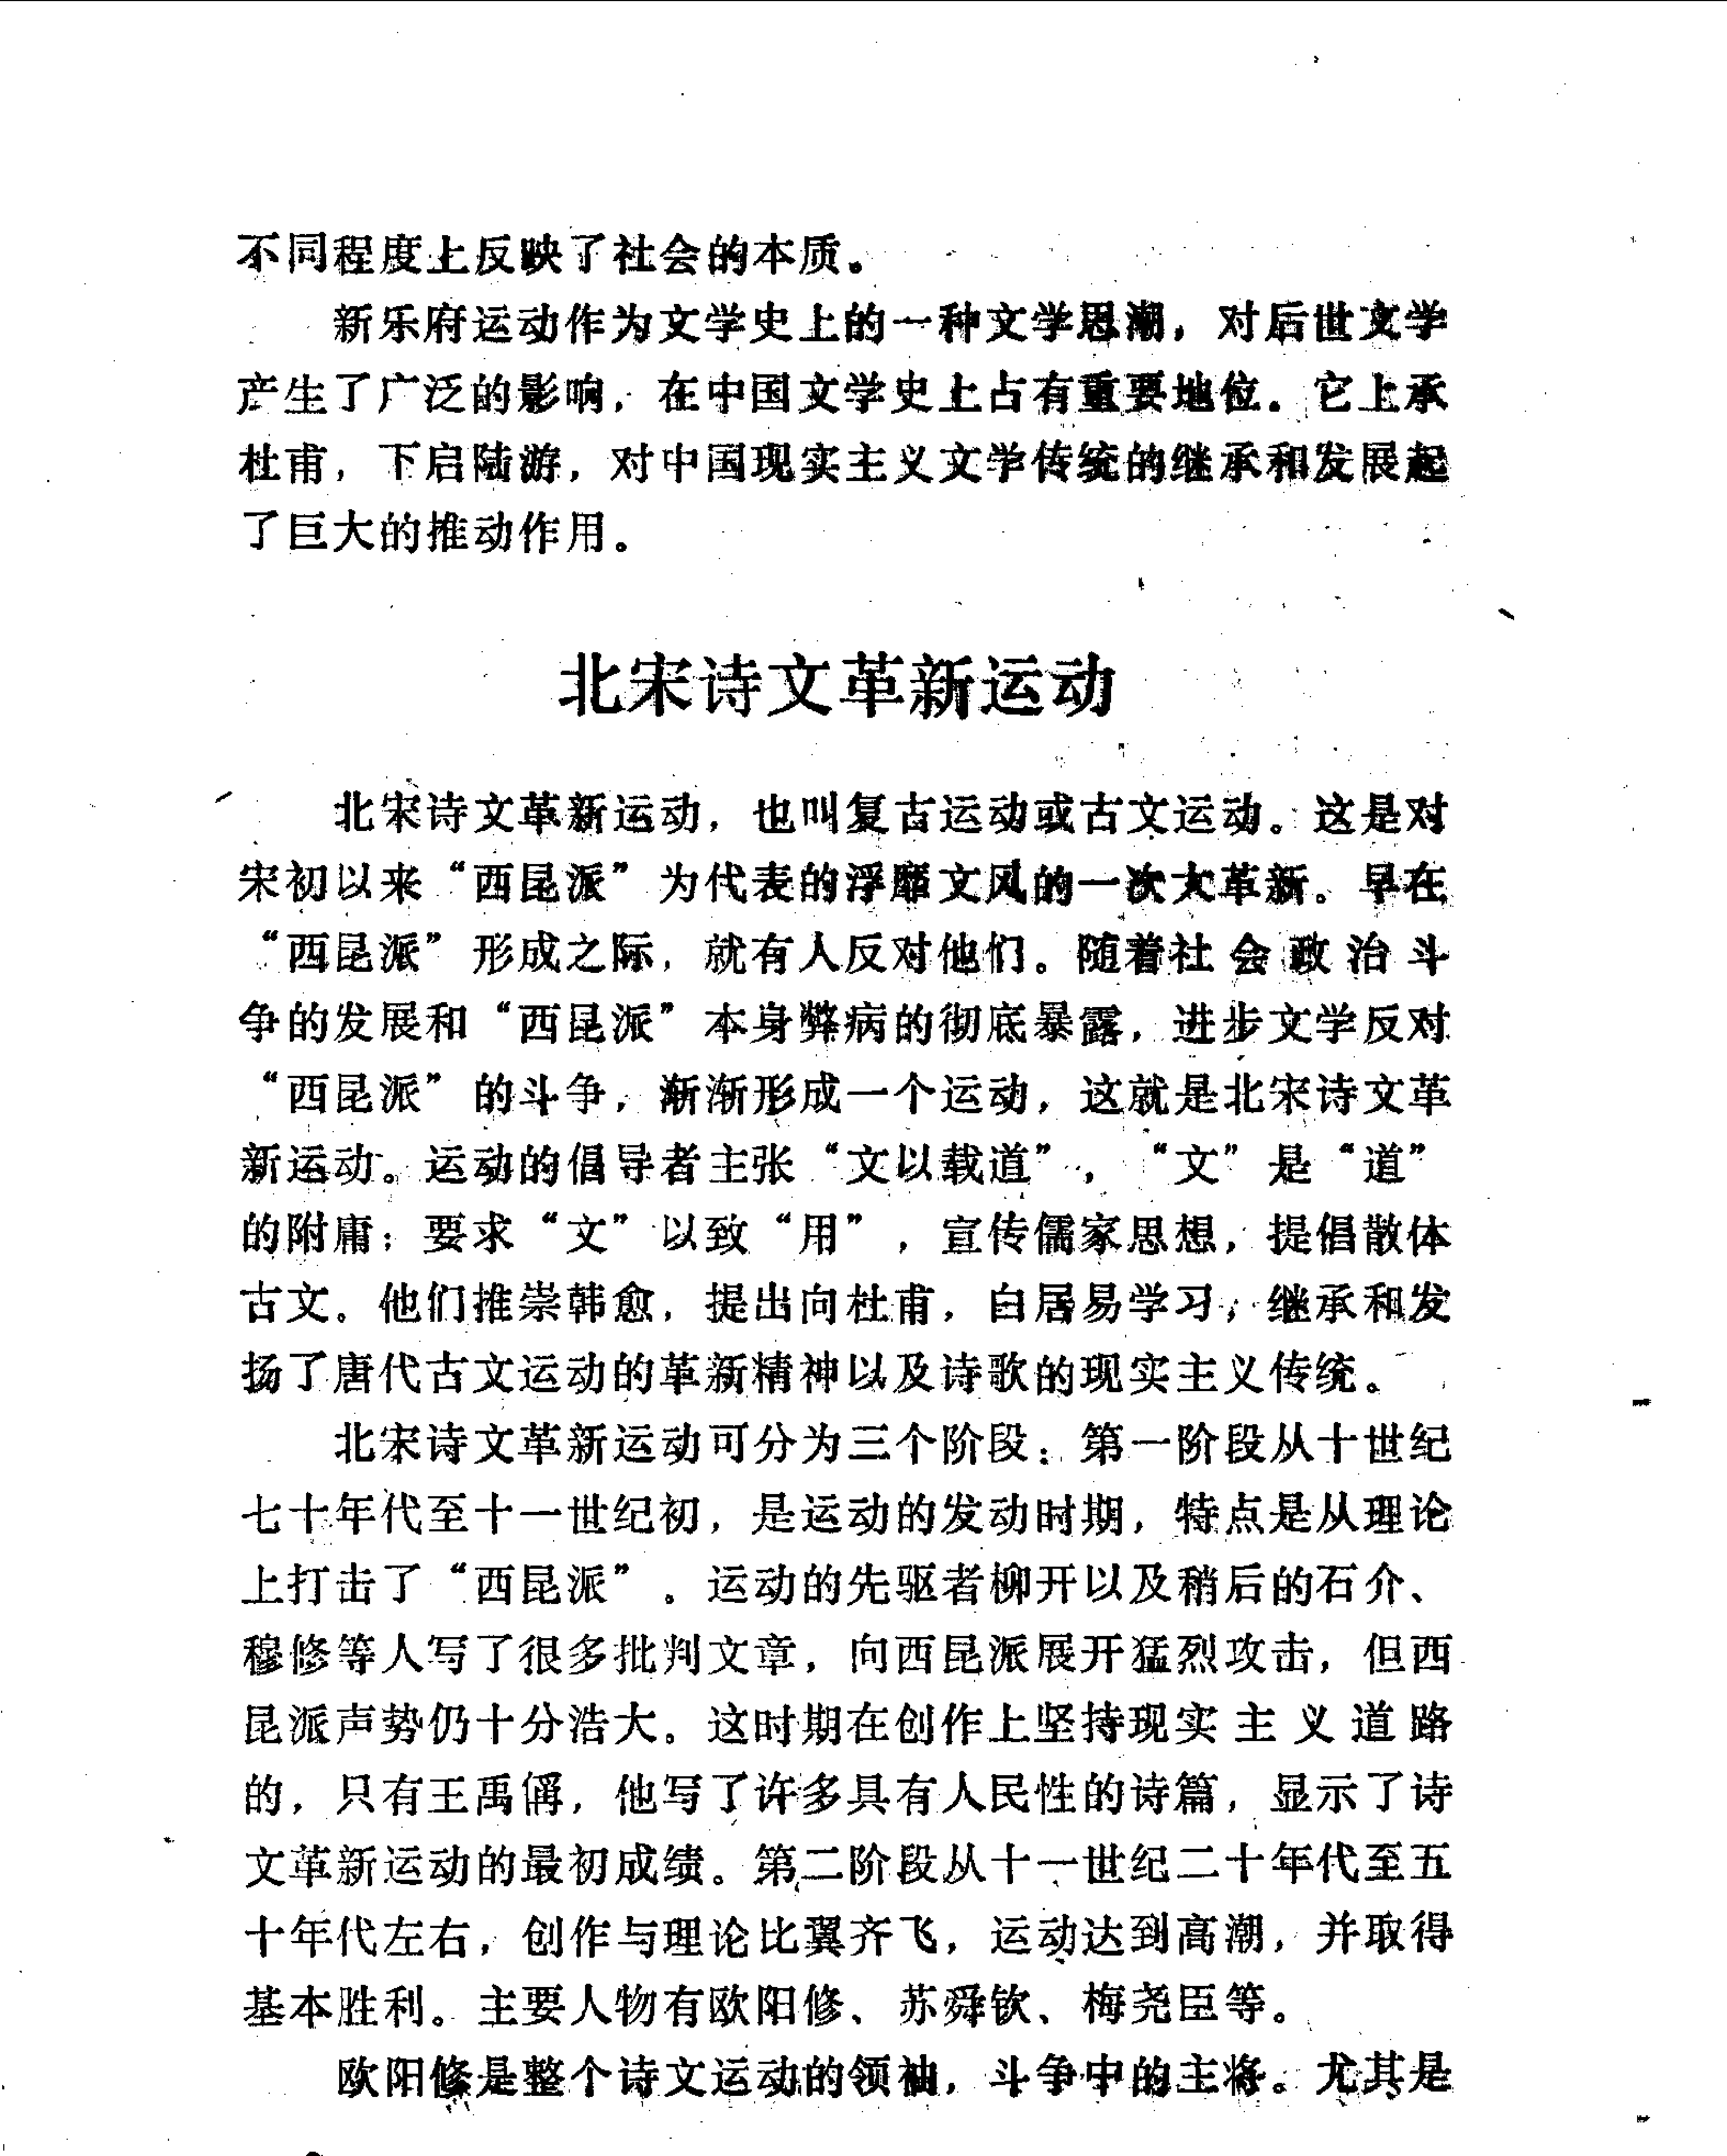 不同程度上反映了社会的本质。
新乐府运动作为文学史上的一种文学思潮，对后世文学
产生了广泛的影响，在中国文学史上占有重要地位。它上承
杜甫，下启陆游，对中国现实主义文学传统的继承和发展起
了巨大的推动作用。
北宋诗文革新运动
北宋诗文革新运动，也叫复古运动或古文运动。这是对
宋初以来“西昆派”为代表的浮靡文风的一次大革新。早在
“西昆派”形成之际，就有人反对他们。随着社会政治斗
争的发展和“西昆派”本身弊病的彻底暴露，进步文学反对
“西昆派”的斗争，渐渐形成一个运动，这就是北宋诗文革
新运动。运动的倡导者主张“文以载道”，“文”是“道”
的附庸；要求“文”以致“用”，宣传儒家思想，提倡散体
古文。他们推崇韩愈，提出向杜甫，白居易学习，继承和发
扬了唐代古文运动的革新精神以及诗歌的现实主义传统。
北宋诗文革新运动可分为三个阶段：第一阶段从十世纪
七十年代至十一世纪初，是运动的发动时期，特点是从理论
上打击了“西昆派”。运动的先驱者柳开以及稍后的石介、
穆修等人写了很多批判文章，向西昆派展开猛烈攻击，但西
昆派声势仍十分浩大。这时期在创作上坚持现实主义道路
的，只有王禹偁，他写了许多具有人民性的诗篇，显示了诗
文革新运动的最初成绩。第二阶段从十一世纪二十年代至五
十年代左右，创作与理论比翼齐飞，运动达到高潮，并取得
基本胜利。主要人物有欧阳修、苏舜钦、梅尧臣等。
欧阳修是整个诗文运动的领袖，斗争中的主将。尤其是